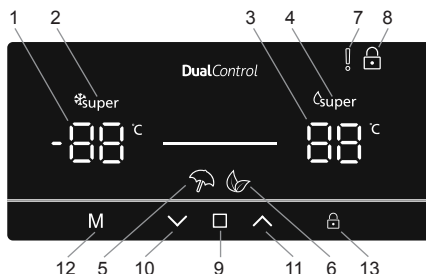 1 2 3 4 7 8
DualControl
super super
-88 °C 88 °C
M
12 5 10 9 11 6 13